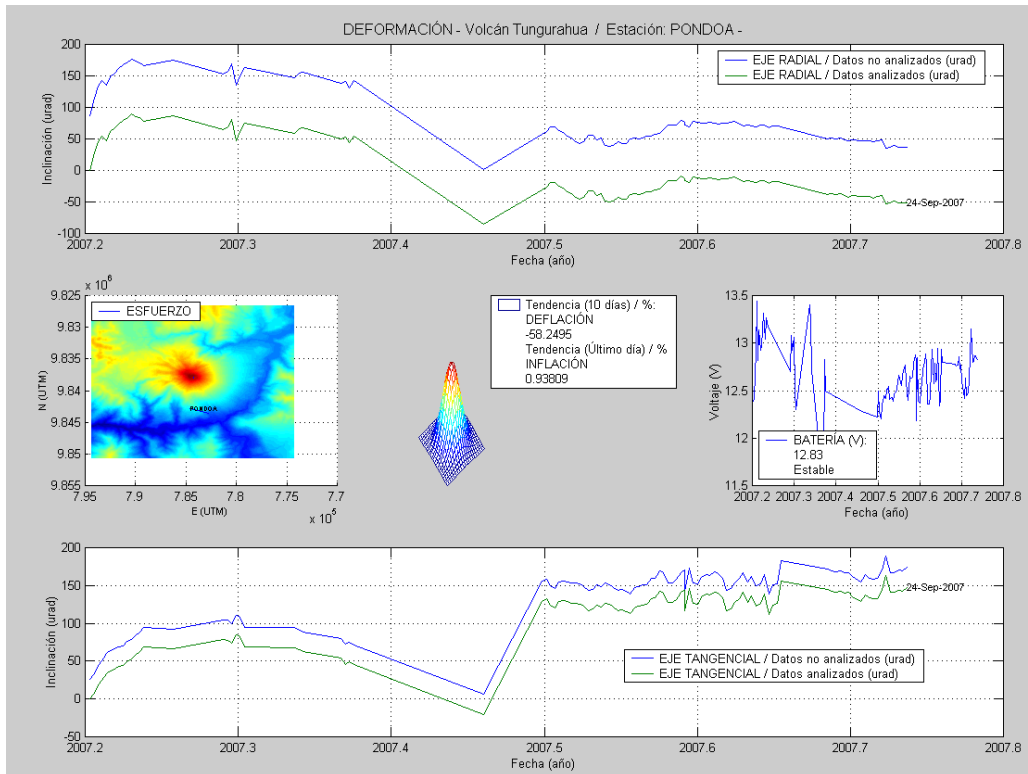 DEFORMACIÓN - Volcán Tungurahua / Estación: PONDOA -
200
150
100
50
0
-50
-100
Inclinación (urad)
EJE RADIAL / Datos no analizados (urad)
EJE RADIAL / Datos analizados (urad)
24-Sep-2007
2007.2 2007.3 2007.4 2007.5 2007.6 2007.7 2007.8
Fecha (año)
x 10^6
9.825
9.83
9.835
9.84
9.845
9.85
9.855
N (UTM)
ESFUERZO
PONDOA
7.95 7.9 7.85 7.8 7.75 7.7
E (UTM)
x 10^5
Tendencia (10 días) / %:
DEFLACIÓN
-58.2495
Tendencia (Último día) / %
INFLACIÓN
0.93809
13.5
13
12.5
12
11.5
Voltaje (V)
BATERÍA (V):
12.83
Estable
2007.2 2007.3 2007.4 2007.5 2007.6 2007.7 2007.8
Fecha (año)
200
150
100
50
0
-50
Inclinación (urad)
24-Sep-2007
EJE TANGENCIAL / Datos no analizados (urad)
EJE TANGENCIAL / Datos analizados (urad)
2007.2 2007.3 2007.4 2007.5 2007.6 2007.7 2007.8
Fecha (año)